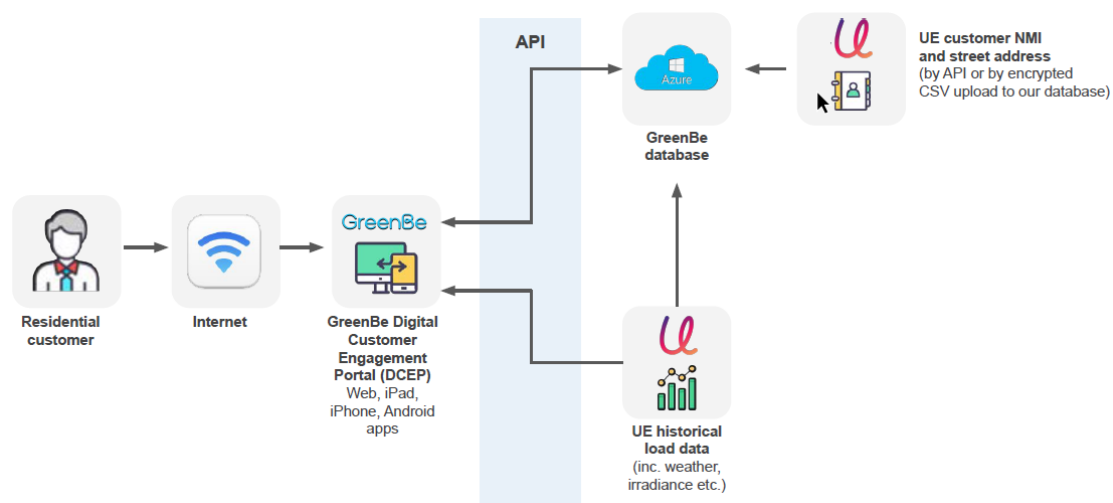 API
Azure
UE customer NMI
and street address
(by API or by encrypted
CSV upload to our database)
GreenBe
database
GreenBe
Residential
customer
Internet
GreenBe Digital
Customer
Engagement
Portal (DCEP)
Web, iPad,
iPhone, Android
apps
UE historical
load data
(inc. weather,
irradiance etc.)